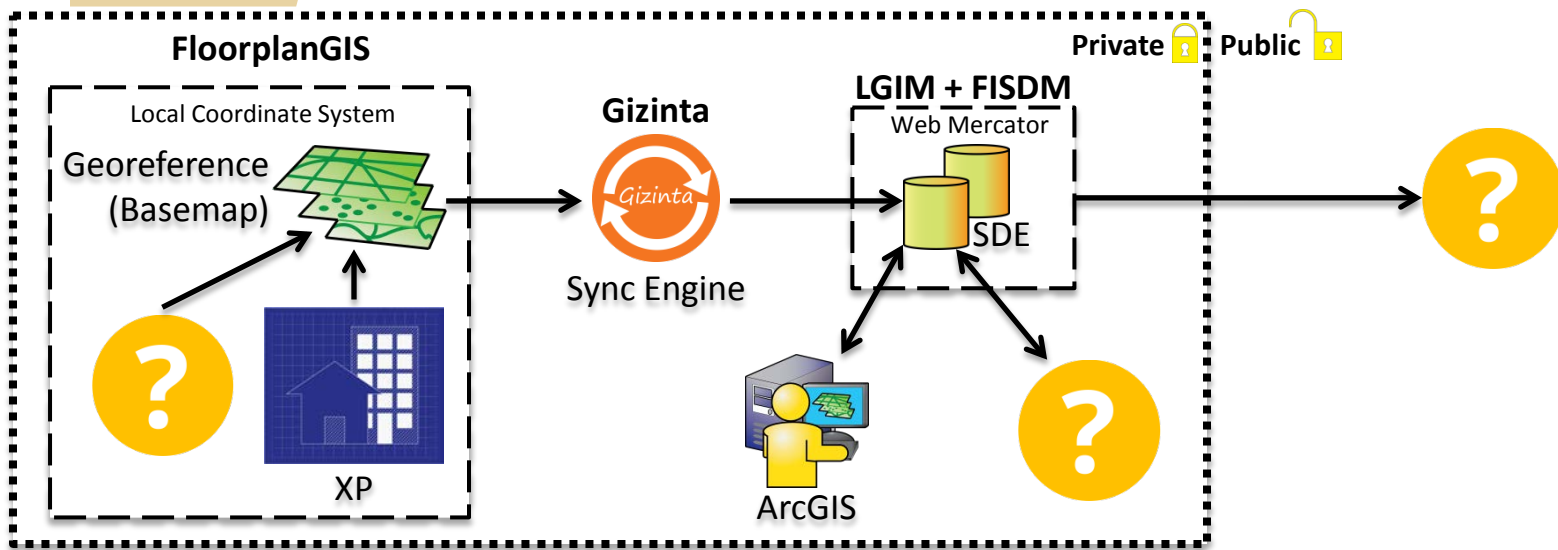 FloorplanGIS
Private
Public
Local Coordinate System
Georeference
(Basemap)
?
XP
Gizinta
Gizinta
Sync Engine
LGIM + FISDM
Web Mercator
SDE
ArcGIS
?
?